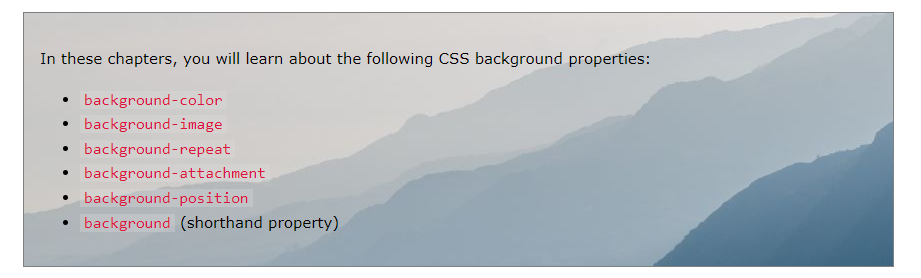 In these chapters, you will learn about the following CSS background properties:
background-color
background-image
background-repeat
background-attachment
background-position
background (shorthand property)